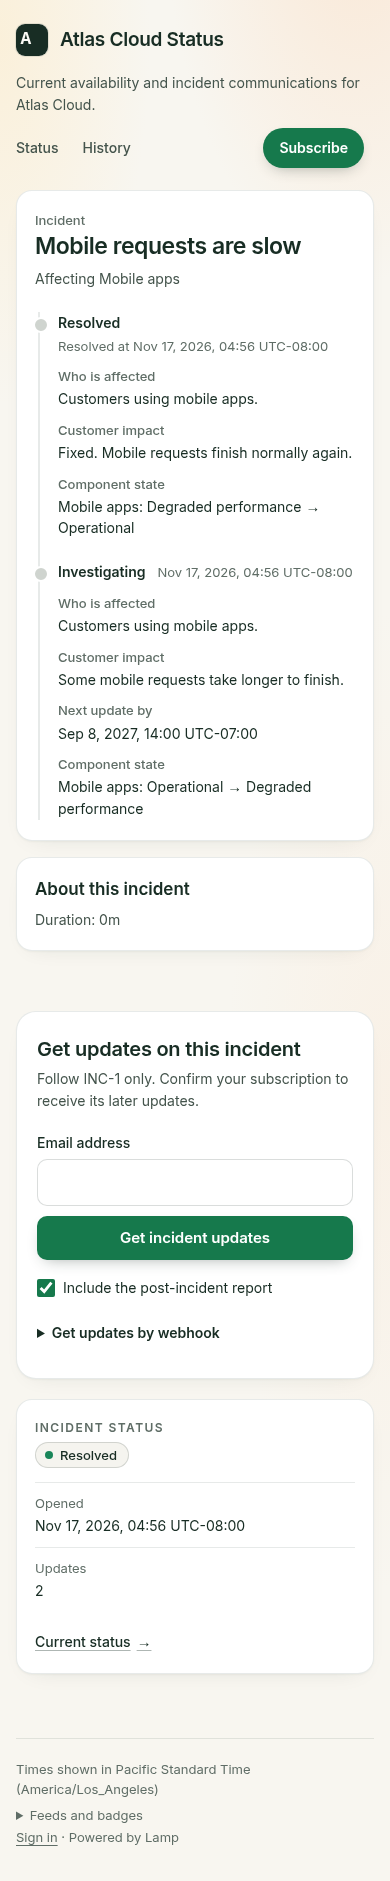 A Atlas Cloud Status
Current availability and incident communications for
Atlas Cloud.
Status History Subscribe
Incident
Mobile requests are slow
Affecting Mobile apps
Resolved
Resolved at Nov 17, 2026, 04:56 UTC-08:00
Who is affected
Customers using mobile apps.
Customer impact
Fixed. Mobile requests finish normally again.
Component state
Mobile apps: Degraded performance →
Operational
Investigating Nov 17, 2026, 04:56 UTC-08:00
Who is affected
Customers using mobile apps.
Customer impact
Some mobile requests take longer to finish.
Next update by
Sep 8, 2027, 14:00 UTC-07:00
Component state
Mobile apps: Operational → Degraded
performance
About this incident
Duration: 0m
Get updates on this incident
Follow INC-1 only. Confirm your subscription to
receive its later updates.
Email address
Get incident updates
Include the post-incident report
Get updates by webhook
INCIDENT STATUS
Resolved
Opened
Nov 17, 2026, 04:56 UTC-08:00
Updates
2
Current status →
Times shown in Pacific Standard Time
(America/Los_Angeles)
Feeds and badges
Sign in · Powered by Lamp